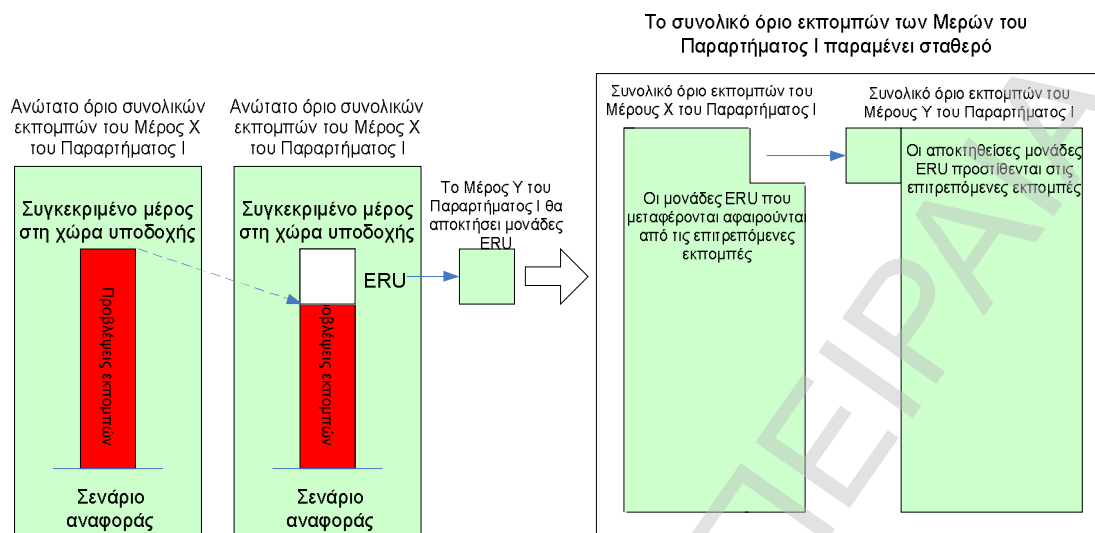 Το συνολικό όριο εκπομπών των Μερών του
Παραρτήματος Ι παραμένει σταθερό
Ανώτατο όριο συνολικών
εκπομπών του Μέρος Χ
του Παραρτήματος Ι
Συγκεκριμένο μέρος
στη χώρα υποδοχής
Προβλέψεις εκπομπών
Σενάριο
αναφοράς
Ανώτατο όριο συνολικών
εκπομπών του Μέρος Χ
του Παραρτήματος Ι
Συγκεκριμένο μέρος
στη χώρα υποδοχής
ERU
οβλέψεις εκπομπών
Σενάριο
αναφοράς
Το Μέρος Υ του
Παραρτήματος Ι θα
αποκτήσει μονάδες
ERU
Συνολικό όριο εκπομπών του
Μέρους Χ του Παραρτήματος Ι
Οι μονάδες ERU που
μεταφέρονται αφαιρούνται
από τις επιτρεπόμενες
εκπομπές
Συνολικό όριο εκπομπών του
Μέρους Υ του Παραρτήματος Ι
Οι αποκτηθείσες μονάδες
ERU προστίθενται στις
επιτρεπόμενες εκπομπές
ΠΕΙΡΑΙΑ